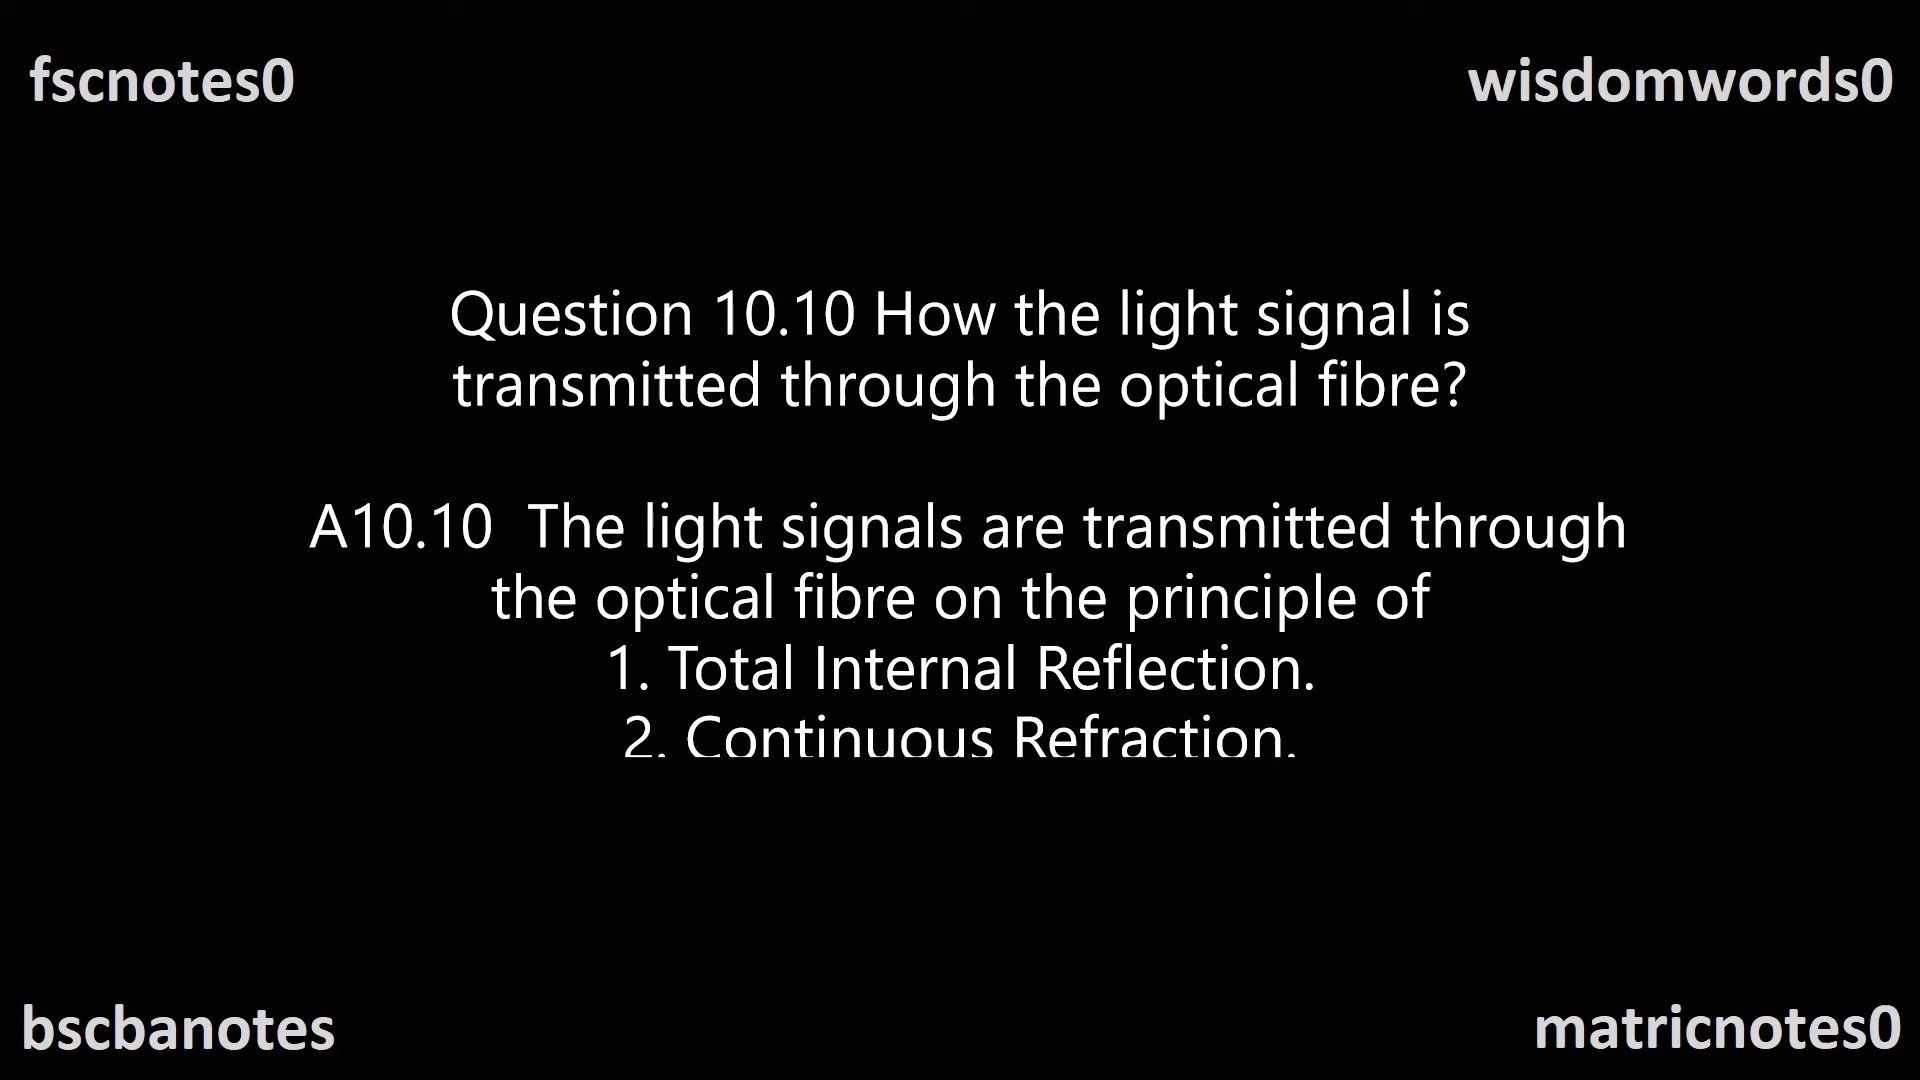 fscnotes0
wisdomwords0
Question 10.10 How the light signal is
transmitted through the optical fibre?
A10.10  The light signals are transmitted through
the optical fibre on the principle of
1. Total Internal Reflection.
2. Continuous Refraction.
bscbanotes
matricnotes0